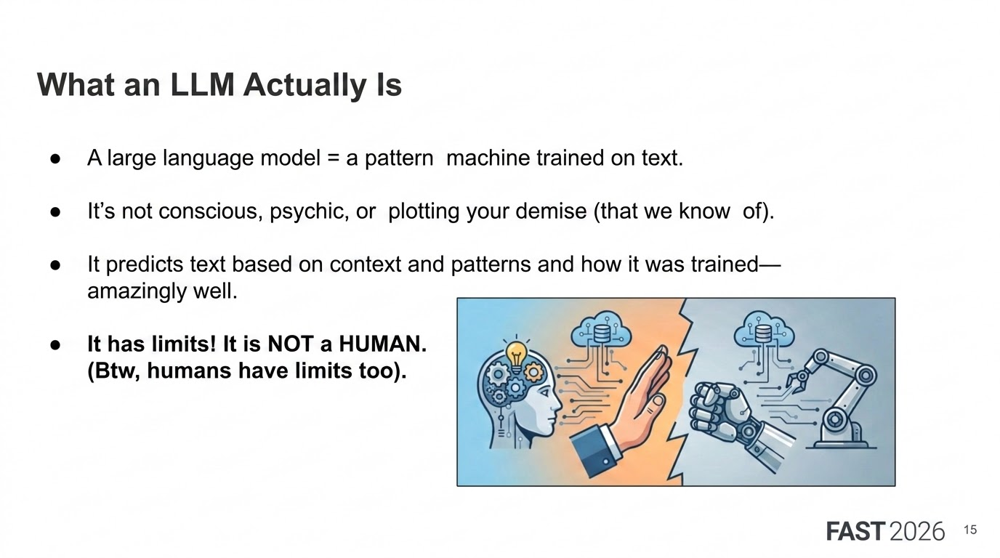 What an LLM Actually Is
● A large language model = a pattern  machine trained on text.
● It’s not conscious, psychic, or  plotting your demise (that we know  of).
● It predicts text based on context and patterns and how it was trained—
amazingly well.
● It has limits! It is NOT a HUMAN.
(Btw, humans have limits too).
FAST 2026
15